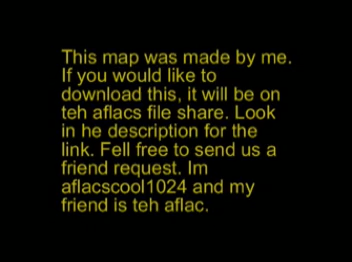 This map was made by me.
If you would like to
download this, it will be on
teh aflacs file share. Look
in he description for the
link. Fell free to send us a
friend request. Im
aflacscool1024 and my
friend is teh aflac.